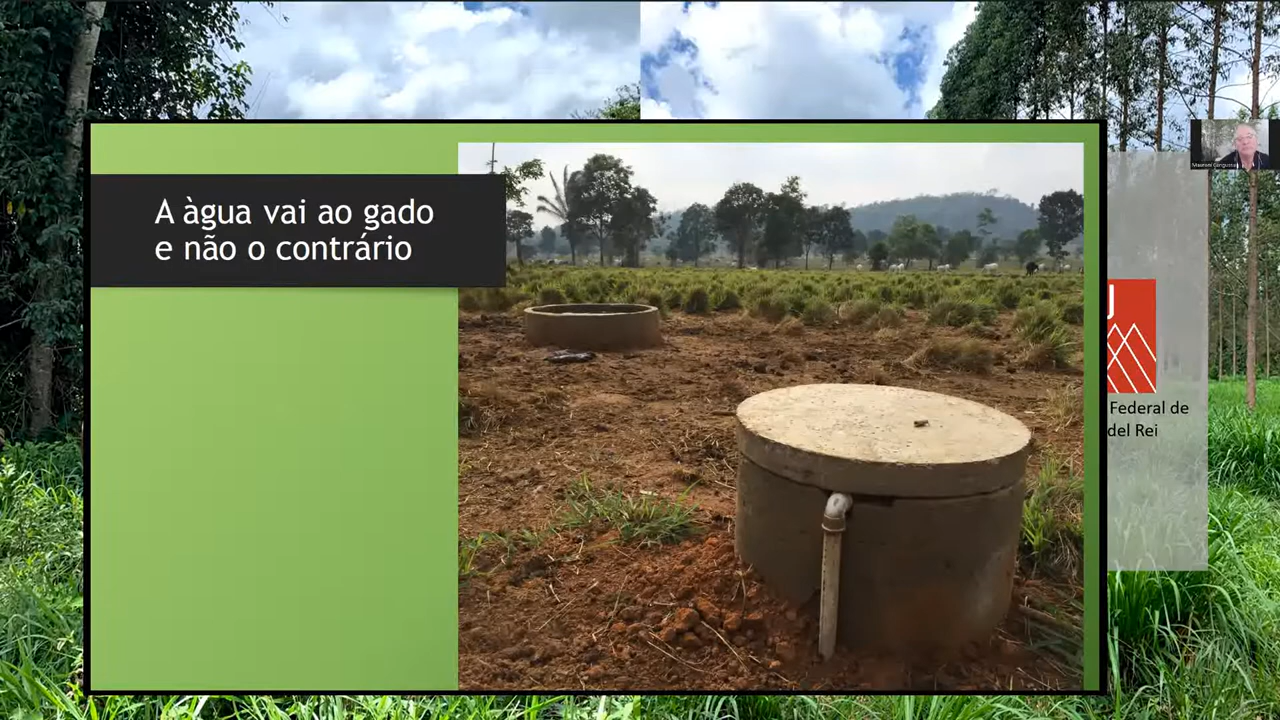 A àgua vai ao gado
e não o contrário
J
Federal de
del Rei